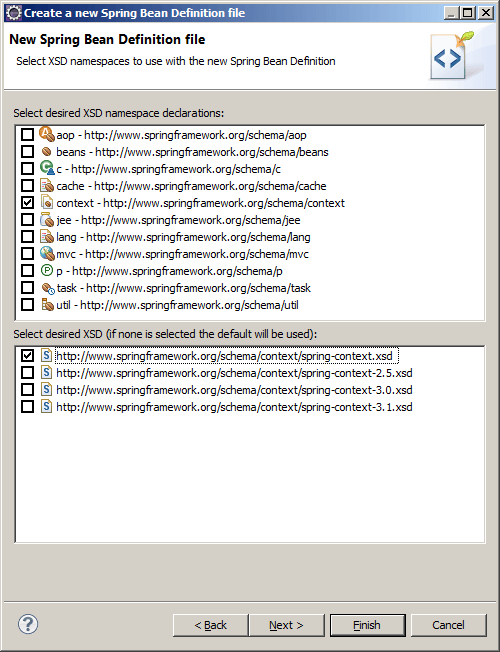 Create a new Spring Bean Definition file
New Spring Bean Definition file
Select XSD namespaces to use with the new Spring Bean Definition
Select desired XSD namespace declarations:
aop - http://www.springframework.org/schema/aop
beans - http://www.springframework.org/schema/beans
c - http://www.springframework.org/schema/c
cache - http://www.springframework.org/schema/cache
context - http://www.springframework.org/schema/context
jee - http://www.springframework.org/schema/jee
lang - http://www.springframework.org/schema/lang
mvc - http://www.springframework.org/schema/mvc
p - http://www.springframework.org/schema/p
task - http://www.springframework.org/schema/task
util - http://www.springframework.org/schema/util
Select desired XSD (if none is selected the default will be used):
http://www.springframework.org/schema/context/spring-context.xsd
http://www.springframework.org/schema/context/spring-context-2.5.xsd
http://www.springframework.org/schema/context/spring-context-3.0.xsd
http://www.springframework.org/schema/context/spring-context-3.1.xsd
< Back Next > Finish Cancel